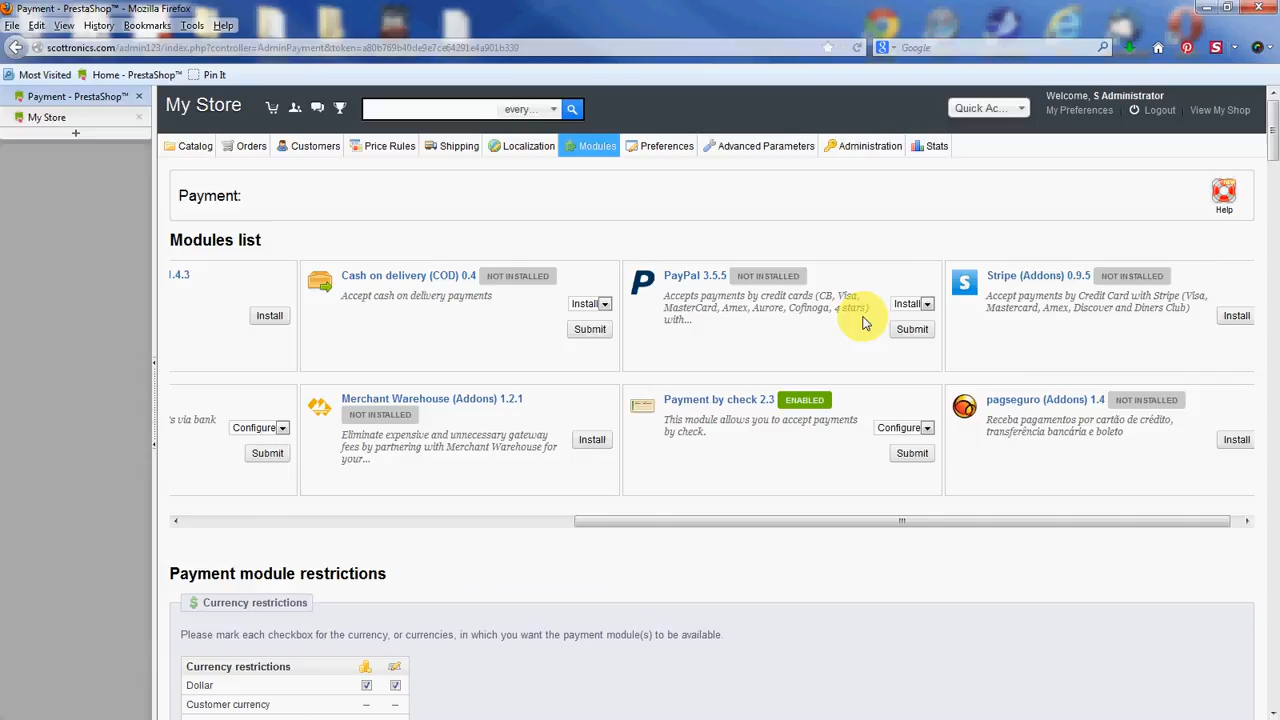 Payment - PrestaShop™ - Mozilla Firefox
File Edit View History Bookmarks Tools Help
scottronics.com/admin123/index.php?controller=AdminPayment&token=a80b769b40de9e7ce64291e4a901b339
Google
Most Visited Home - PrestaShop™ Pin It
Payment - PrestaShop™
My Store
My Store
every...
Quick Ac...
Welcome, S Administrator
My Preferences Logout View My Shop
Catalog Orders Customers Price Rules Shipping Localization Modules Preferences Advanced Parameters Administration Stats
Payment:
Help
Modules list
1.4.3
Install
Cash on delivery (COD) 0.4 NOT INSTALLED
Accept cash on delivery payments
Install
Submit
PayPal 3.5.5 NOT INSTALLED
Accepts payments by credit cards (CB, Visa,
MasterCard, Amex, Aurore, Cofinoga, 4 stars)
with...
Install
Submit
Stripe (Addons) 0.9.5 NOT INSTALLED
Accept payments by Credit Card with Stripe (Visa,
Mastercard, Amex, Discover and Diners Club)
Install
s via bank
Configure
Submit
Merchant Warehouse (Addons) 1.2.1
NOT INSTALLED
Eliminate expensive and unnecessary gateway
fees by partnering with Merchant Warehouse for
your...
Install
Payment by check 2.3 ENABLED
This module allows you to accept payments
by check.
Configure
Submit
pagseguro (Addons) 1.4 NOT INSTALLED
Receba pagamentos por cartão de crédito,
transferência bancária e boleto
Install
Payment module restrictions
Currency restrictions
Please mark each checkbox for the currency, or currencies, in which you want the payment module(s) to be available.
Currency restrictions
Dollar
Customer currency – –